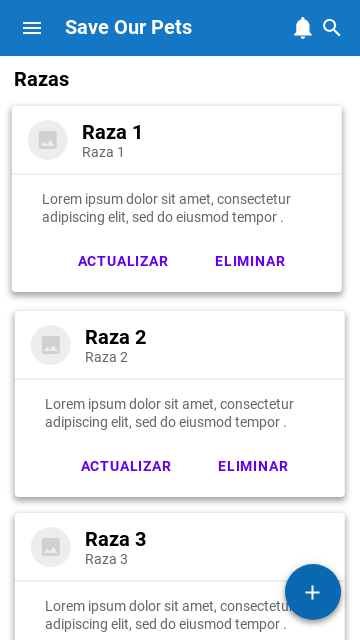 Save Our Pets
Razas
Raza 1
Raza 1
Lorem ipsum dolor sit amet, consectetur
adipiscing elit, sed do eiusmod tempor .
ACTUALIZAR ELIMINAR
Raza 2
Raza 2
Lorem ipsum dolor sit amet, consectetur
adipiscing elit, sed do eiusmod tempor .
ACTUALIZAR ELIMINAR
Raza 3
Raza 3
Lorem ipsum dolor sit amet, consectetur
adipiscing elit, sed do eiusmod tempor .